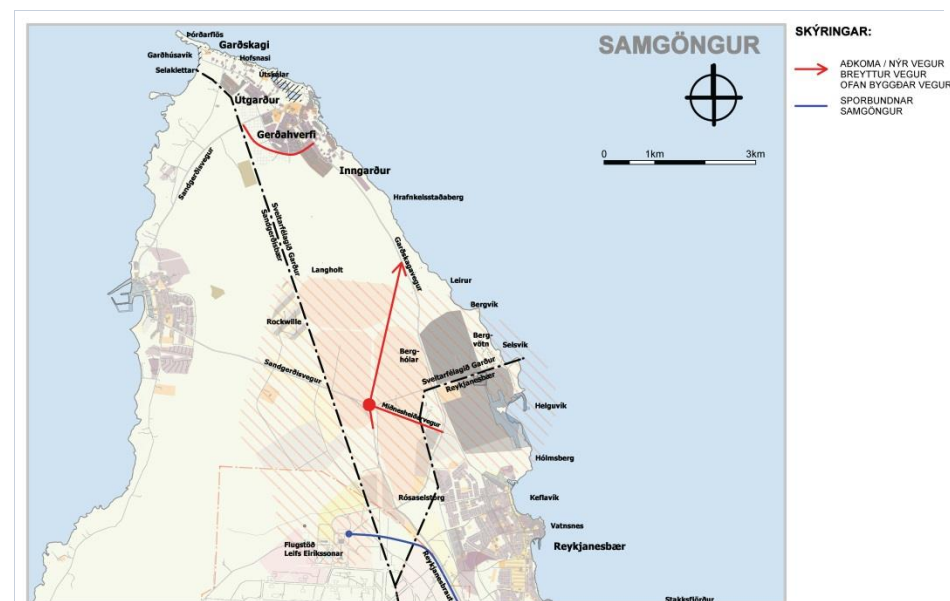 SAMGÖNGUR
SKÝRINGAR:
AÐKOMA / NÝR VEGUR
BREYTTUR VEGUR
OFAN BYGGÐAR VEGUR
SPORBUNDNAR
SAMGÖNGUR
0 1km 3km
Þórðarflös
Garðskagi
Garðhúsavík
Hofsnasi
Selaklettar
Útskálar
Útgarður
Gerðahverfi
Inngarður
Sandgerðisvegur
Hrafnkelsstaðaberg
Sveitarfélagið Garður
Sandgerðisbær
Garðskagavegur
Langholt
Leirur
Bergvík
Rockwille
Berg-
vötn
Selsvík
Berg-
hólar
Sandgerðisvegur
Sveitarfélagið Garður
Reykjanesbær
Miðnesheiðarvegur
Helguvík
Hólmsberg
Rósaselstorg
Keflavík
Vatnsnes
Flugstöð
Leifs Eiríkssonar
Reykjanesbær
Reykjanesbraut
Stakksfjörður